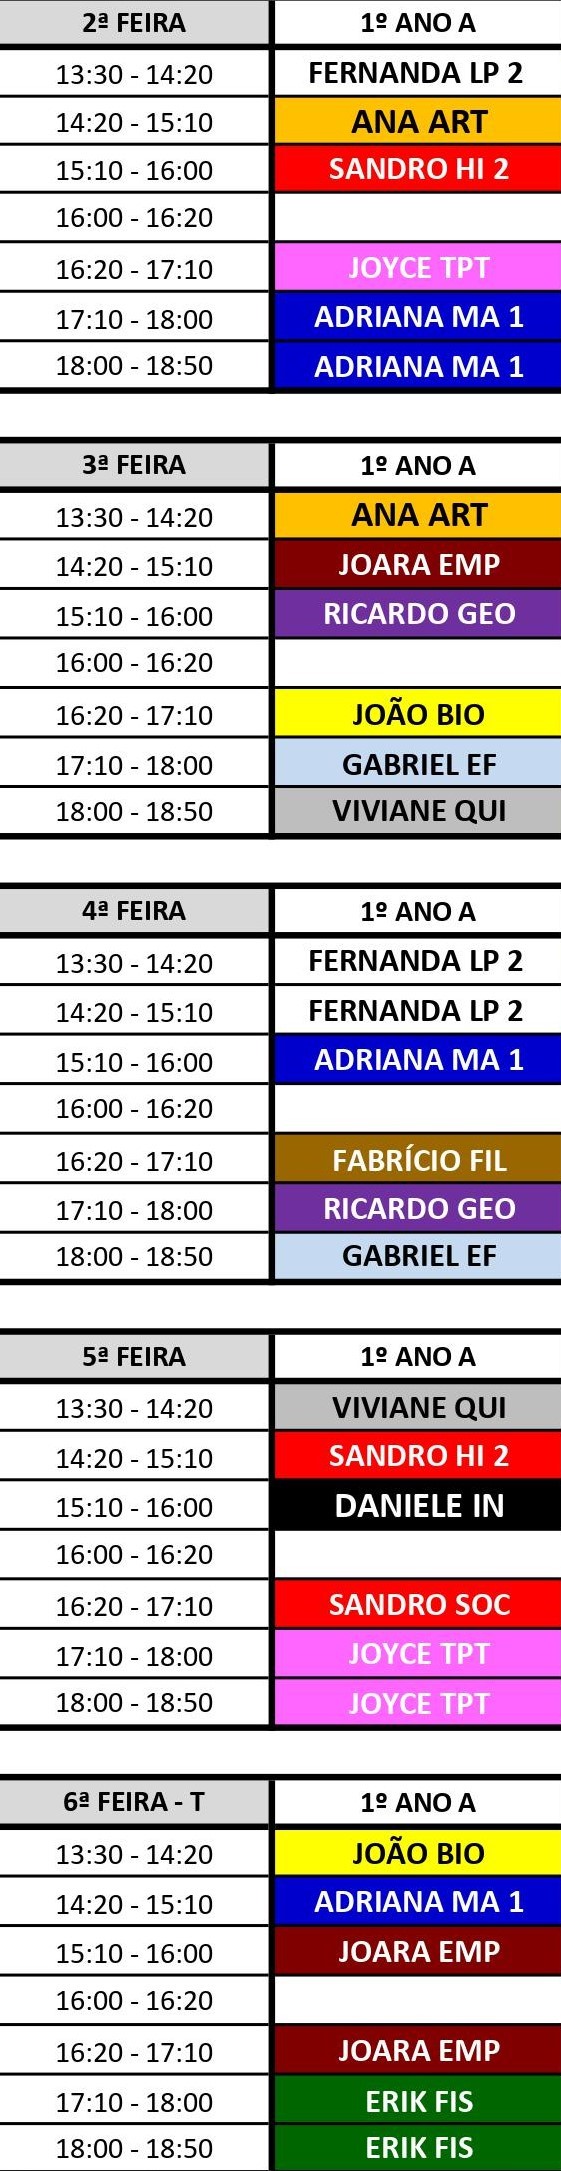 2ª FEIRA 1º ANO A
13:30 - 14:20 FERNANDA LP 2
14:20 - 15:10 ANA ART
15:10 - 16:00 SANDRO HI 2
16:00 - 16:20
16:20 - 17:10 JOYCE TPT
17:10 - 18:00 ADRIANA MA 1
18:00 - 18:50 ADRIANA MA 1
3ª FEIRA 1º ANO A
13:30 - 14:20 ANA ART
14:20 - 15:10 JOARA EMP
15:10 - 16:00 RICARDO GEO
16:00 - 16:20
16:20 - 17:10 JOÃO BIO
17:10 - 18:00 GABRIEL EF
18:00 - 18:50 VIVIANE QUI
4ª FEIRA 1º ANO A
13:30 - 14:20 FERNANDA LP 2
14:20 - 15:10 FERNANDA LP 2
15:10 - 16:00 ADRIANA MA 1
16:00 - 16:20
16:20 - 17:10 FABRÍCIO FIL
17:10 - 18:00 RICARDO GEO
18:00 - 18:50 GABRIEL EF
5ª FEIRA 1º ANO A
13:30 - 14:20 VIVIANE QUI
14:20 - 15:10 SANDRO HI 2
15:10 - 16:00 DANIELE IN
16:00 - 16:20
16:20 - 17:10 SANDRO SOC
17:10 - 18:00 JOYCE TPT
18:00 - 18:50 JOYCE TPT
6ª FEIRA - T 1º ANO A
13:30 - 14:20 JOÃO BIO
14:20 - 15:10 ADRIANA MA 1
15:10 - 16:00 JOARA EMP
16:00 - 16:20
16:20 - 17:10 JOARA EMP
17:10 - 18:00 ERIK FIS
18:00 - 18:50 ERIK FIS